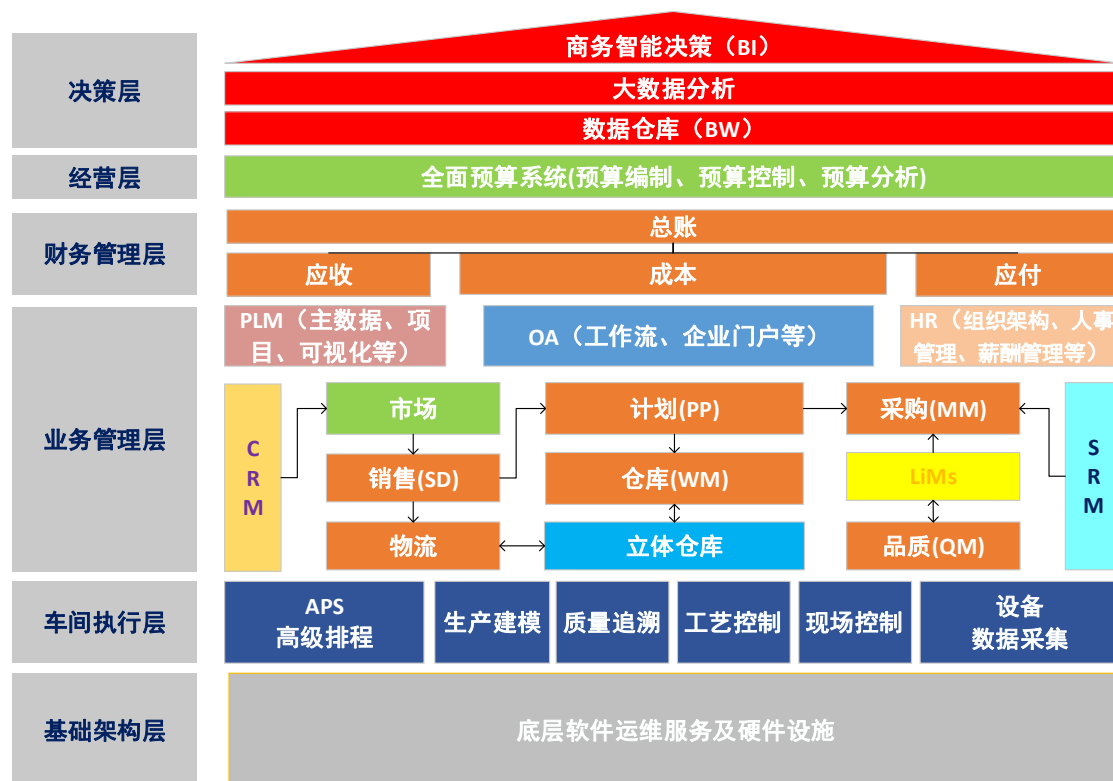 决策层
商务智能决策（BI）
大数据分析
数据仓库（BW）
经营层
全面预算系统(预算编制、预算控制、预算分析)
财务管理层
总账
应收
成本
应付
业务管理层
PLM（主数据、项
目、可视化等）
OA（工作流、企业门户等）
HR（组织架构、人事
管理、薪酬管理等）
C
R
M
市场
计划(PP)
采购(MM)
销售(SD)
仓库(WM)
LiMs
物流
立体仓库
品质(QM)
S
R
M
车间执行层
APS
高级排程
生产建模
质量追溯
工艺控制
现场控制
设备
数据采集
基础架构层
底层软件运维服务及硬件设施